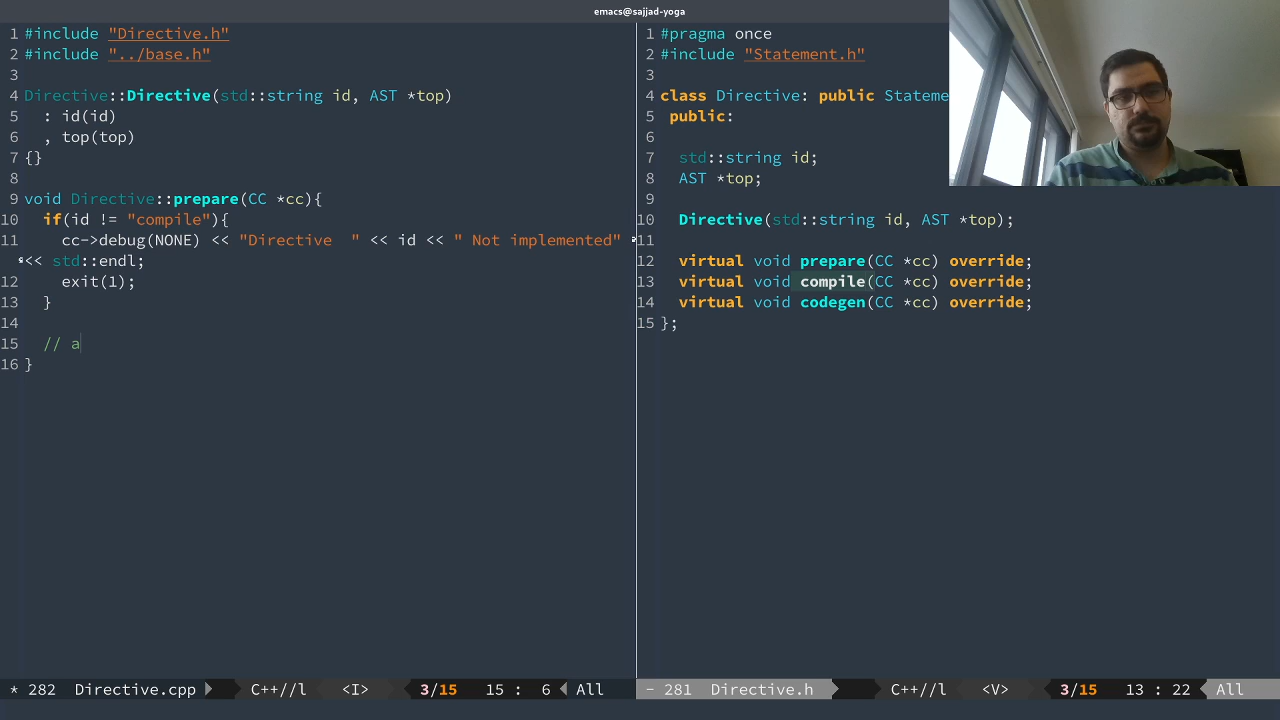 emacs@sajjad-yoga
1 #include "Directive.h"
2 #include "../base.h"
3
4 Directive::Directive(std::string id, AST *top)
5   : id(id)
6   , top(top)
7 {}
8
9 void Directive::prepare(CC *cc){
10   if(id != "compile"){
11     cc->debug(NONE) << "Directive  " << id << " Not implemented"
<< std::endl;
12     exit(1);
13   }
14
15   // a
16 }
* 282 Directive.cpp C++//l <I> 3/15 15 : 6 All
1 #pragma once
2 #include "Statement.h"
3
4 class Directive: public Stateme
5  public:
6
7   std::string id;
8   AST *top;
9
10   Directive(std::string id, AST *top);
11
12   virtual void prepare(CC *cc) override;
13   virtual void compile(CC *cc) override;
14   virtual void codegen(CC *cc) override;
15 };
- 281 Directive.h C++//l <V> 3/15 13 : 22 All